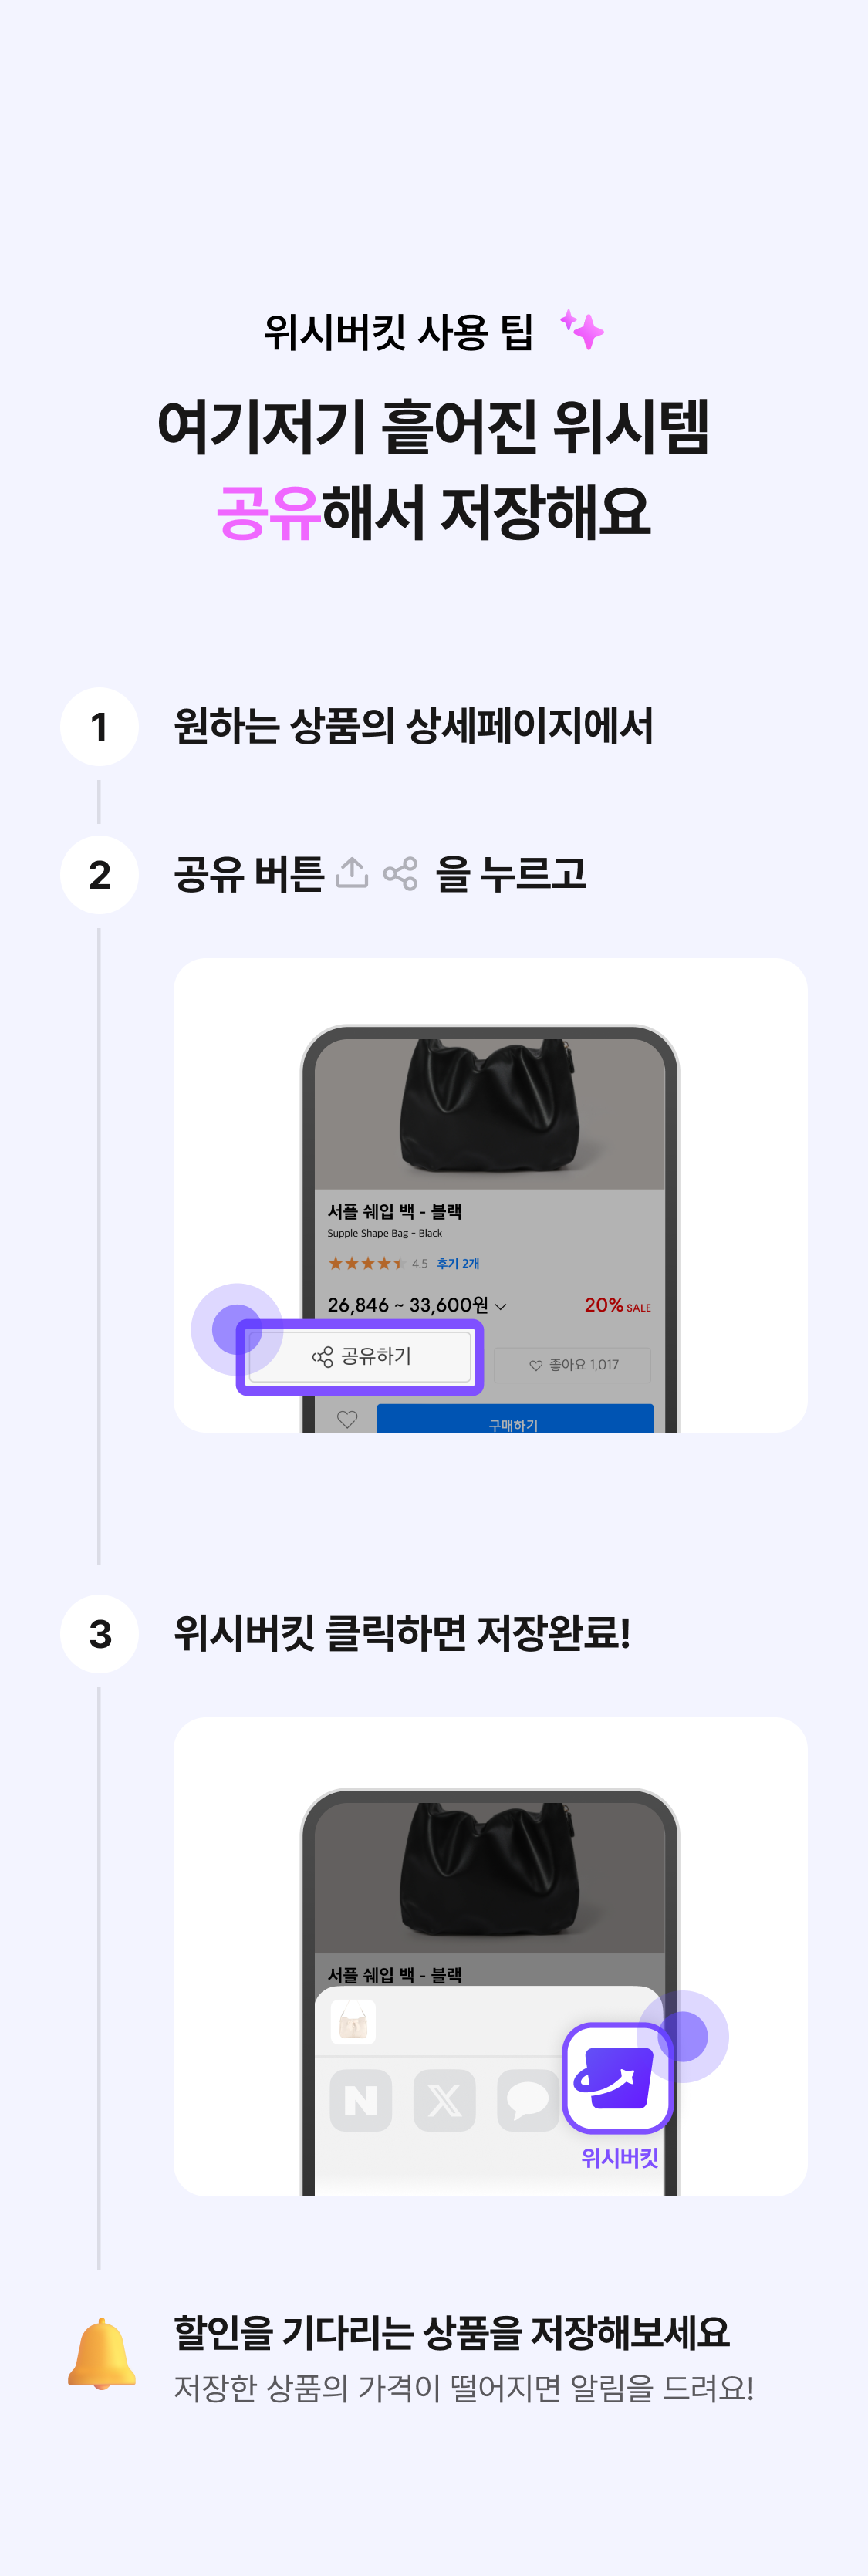 위시버킷 사용 팁
여기저기 흩어진 위시템
공유해서 저장해요
1 원하는 상품의 상세페이지에서
2 공유 버튼 을 누르고
서플 쉐입 백 - 블랙
Supple Shape Bag - Black
4.5 후기 2개
26,846 ~ 33,600원 20% SALE
공유하기 좋아요 1,017
구매하기
3 위시버킷 클릭하면 저장완료!
서플 쉐입 백 - 블랙
N X
위시버킷
할인을 기다리는 상품을 저장해보세요
저장한 상품의 가격이 떨어지면 알림을 드려요!